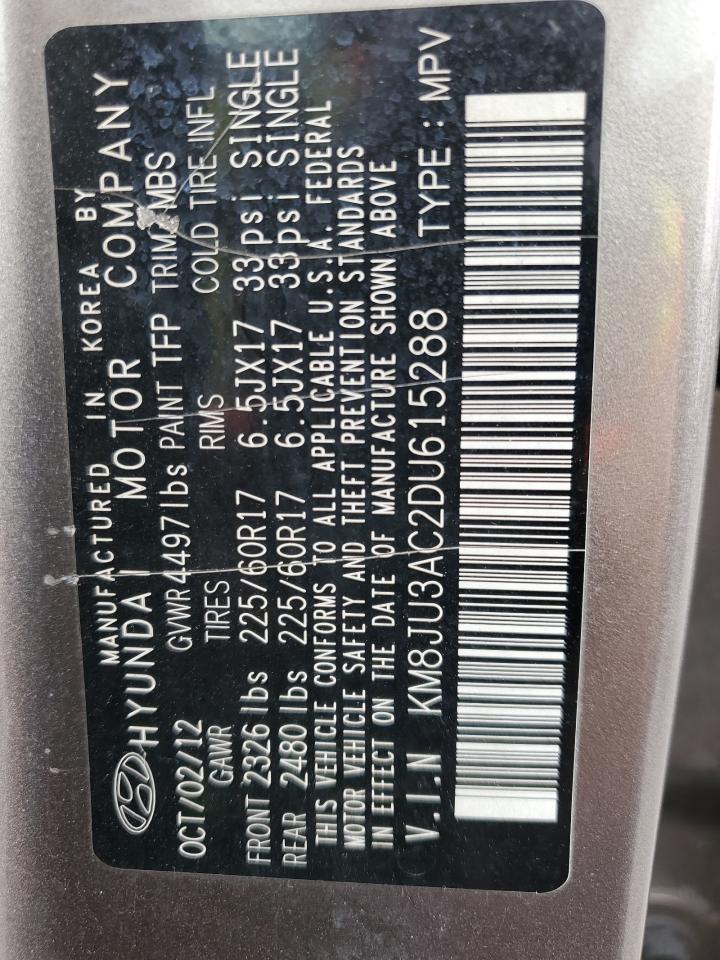 MANUFACTURED IN KOREA BY
HYUNDAI MOTOR COMPANY
OCT/02/12 GVWR 4497lbs PAINT TFP TRIM MBS
GAWR TIRES RIMS COLD TIRE INFL
FRONT 2326 lbs 225/60R17 6.5JX17 33psi SINGLE
REAR 2480 lbs 225/60R17 6.5JX17 33psi SINGLE
THIS VEHICLE CONFORMS TO ALL APPLICABLE U.S.A. FEDERAL
MOTOR VEHICLE SAFETY AND THEFT PREVENTION STANDARDS
IN EFFECT ON THE DATE OF MANUFACTURE SHOWN ABOVE
V.I.N KM8JU3AC2DU615288 TYPE : MPV